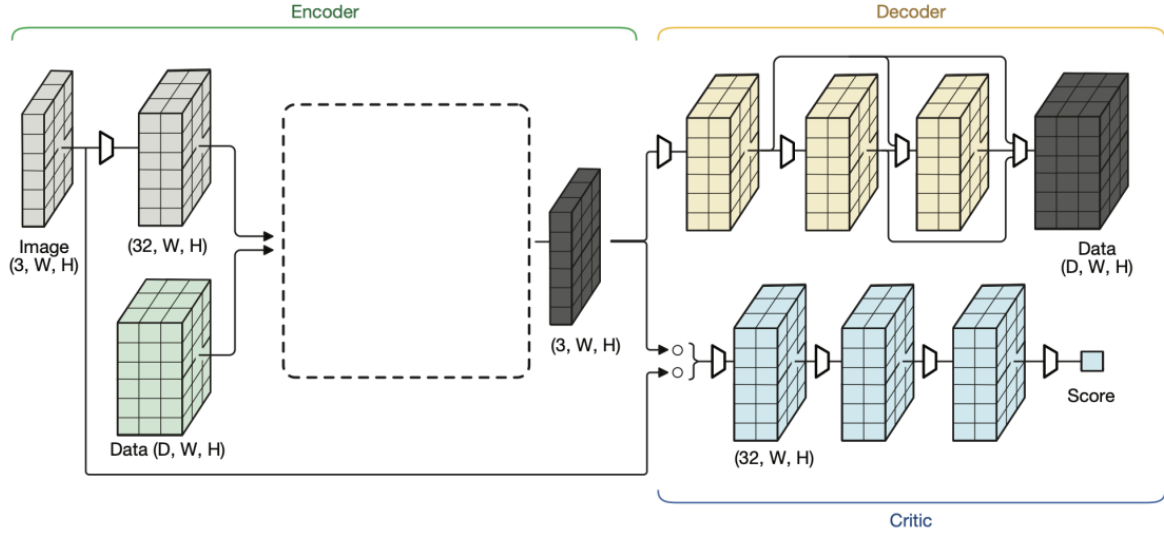 Encoder
Decoder
Image
(3, W, H)
(32, W, H)
Data (D, W, H)
(3, W, H)
Data
(D, W, H)
(32, W, H)
Score
Critic